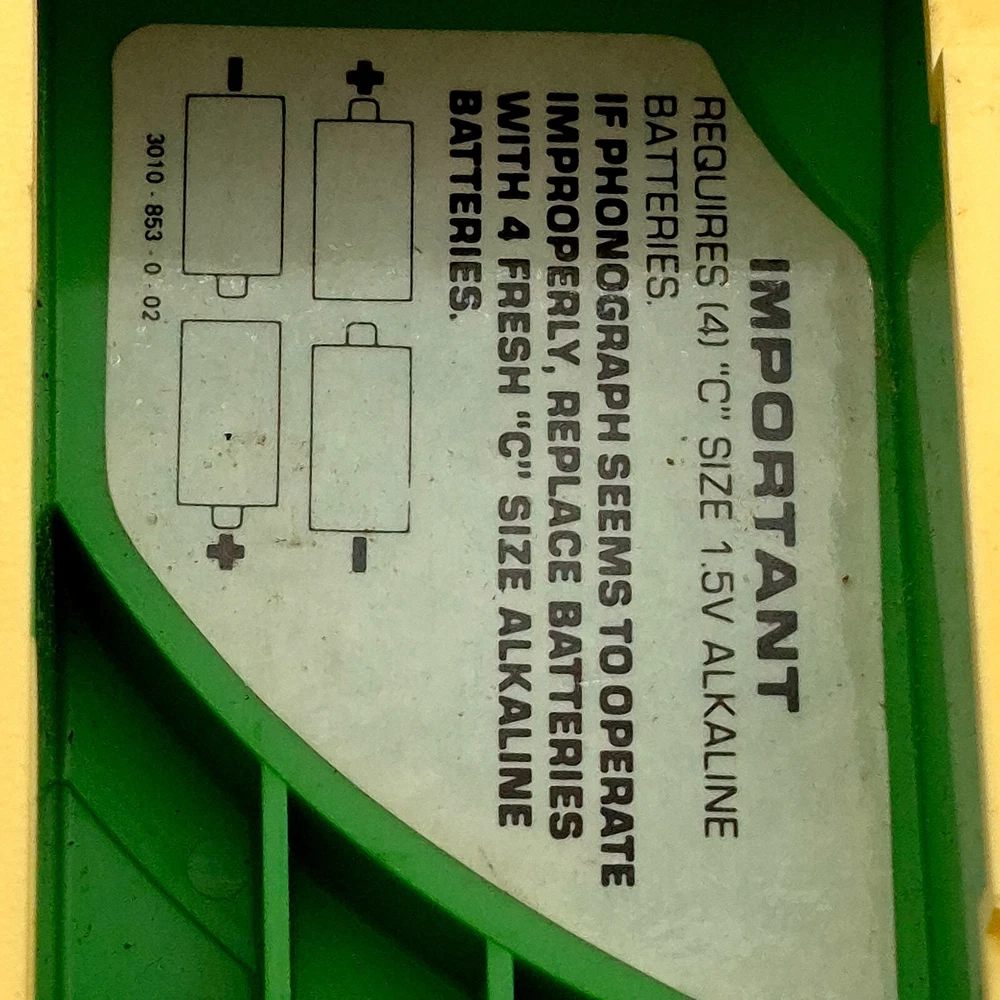 IMPORTANT
REQUIRES (4) "C" SIZE 1.5V ALKALINE
BATTERIES.
IF PHONOGRAPH SEEMS TO OPERATE
IMPROPERLY, REPLACE BATTERIES
WITH 4 FRESH "C" SIZE ALKALINE
BATTERIES.
+ -
- +
3010 - 853 - 0 - 02